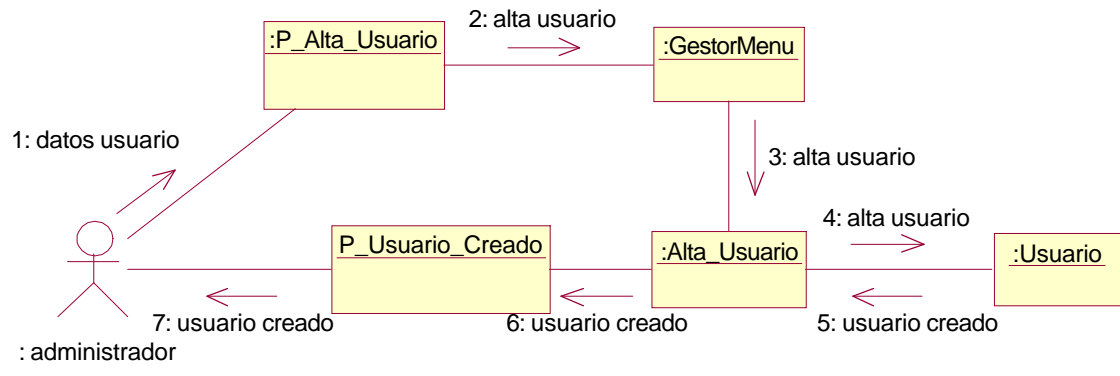 2: alta usuario
:P_Alta_Usuario
:GestorMenu
1: datos usuario
3: alta usuario
4: alta usuario
P_Usuario_Creado
:Alta_Usuario
:Usuario
7: usuario creado
6: usuario creado
5: usuario creado
: administrador